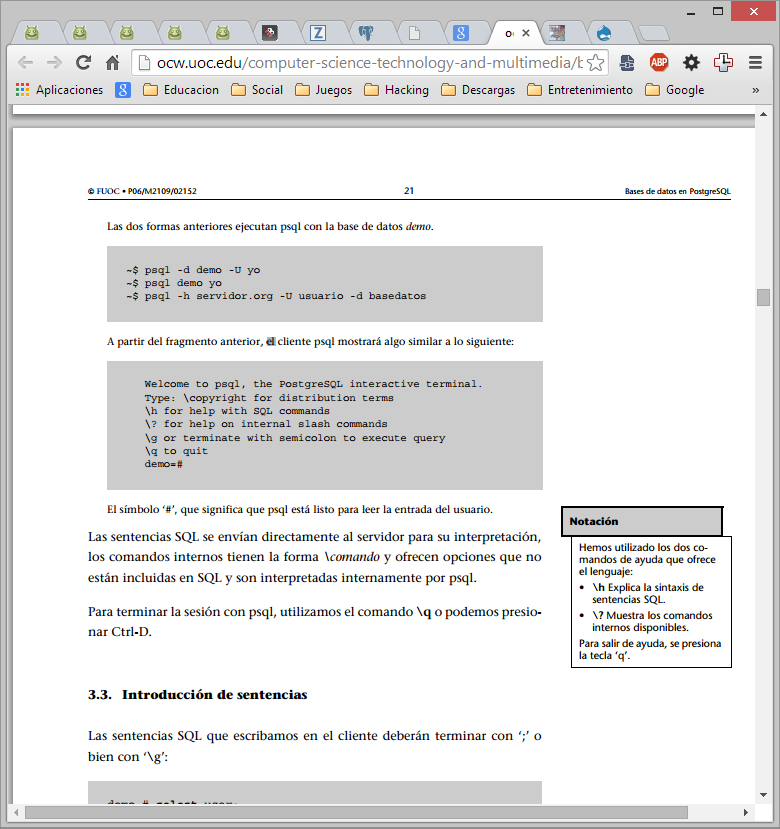 ocw.uoc.edu/computer-science-technology-and-multimedia/b
Aplicaciones
Educacion
Social
Juegos
Hacking
Descargas
Entretenimiento
Google
»
© FUOC • P06/M2109/02152
21
Bases de datos en PostgreSQL
Las dos formas anteriores ejecutan psql con la base de datos demo.
~$ psql -d demo -U yo
~$ psql demo yo
~$ psql -h servidor.org -U usuario -d basedatos
A partir del fragmento anterior, el cliente psql mostrará algo similar a lo siguiente:
Welcome to psql, the PostgreSQL interactive terminal.
Type: \copyright for distribution terms
\h for help with SQL commands
\? for help on internal slash commands
\g or terminate with semicolon to execute query
\q to quit
demo=#
El símbolo ‘#’, que significa que psql está listo para leer la entrada del usuario.
Las sentencias SQL se envían directamente al servidor para su interpretación,
los comandos internos tienen la forma \comando y ofrecen opciones que no
están incluidas en SQL y son interpretadas internamente por psql.
Para terminar la sesión con psql, utilizamos el comando \q o podemos presio-
nar Ctrl-D.
Notación
Hemos utilizado los dos co-
mandos de ayuda que ofrece
el lenguaje:
• \h Explica la sintaxis de
sentencias SQL.
• \? Muestra los comandos
internos disponibles.
Para salir de ayuda, se presiona
la tecla ‘q’.
3.3. Introducción de sentencias
Las sentencias SQL que escribamos en el cliente deberán terminar con ‘;’ o
bien con ‘\g’: